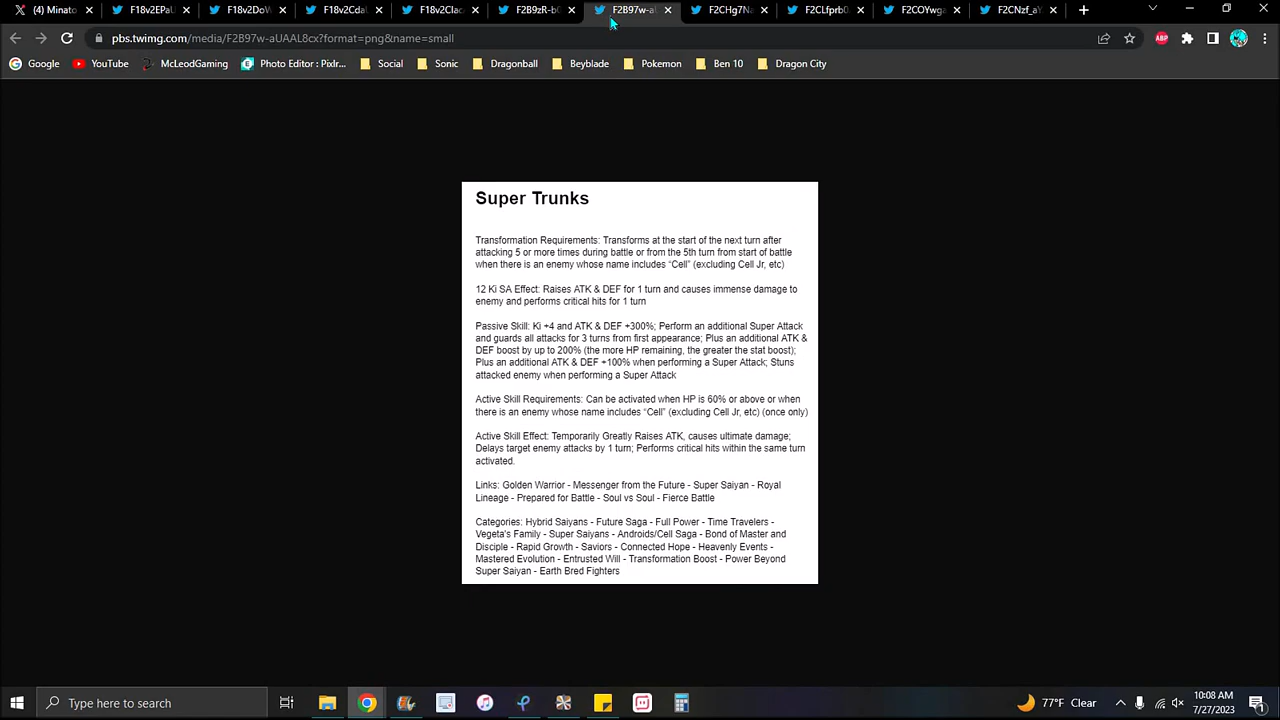 (4) Minato
F18v2EPaU
F18v2DoW
F18v2CdaU
F18v2CIac
F2B9zR-b0
F2B97w-aU
F2CHg7Na
F2CLfprb0
F2COYwga
F2CNzf_aY
pbs.twimg.com/media/F2B97w-aUAAL8cx?format=png&name=small
ABP
Google
YouTube
McLeodGaming
Photo Editor : Pixlr...
Social
Sonic
Dragonball
Beyblade
Pokemon
Ben 10
Dragon City
Super Trunks
Transformation Requirements: Transforms at the start of the next turn after
attacking 5 or more times during battle or from the 5th turn from start of battle
when there is an enemy whose name includes “Cell” (excluding Cell Jr, etc)
12 Ki SA Effect: Raises ATK & DEF for 1 turn and causes immense damage to
enemy and performs critical hits for 1 turn
Passive Skill: Ki +4 and ATK & DEF +300%; Perform an additional Super Attack
and guards all attacks for 3 turns from first appearance; Plus an additional ATK &
DEF boost by up to 200% (the more HP remaining, the greater the stat boost);
Plus an additional ATK & DEF +100% when performing a Super Attack; Stuns
attacked enemy when performing a Super Attack
Active Skill Requirements: Can be activated when HP is 60% or above or when
there is an enemy whose name includes “Cell” (excluding Cell Jr, etc) (once only)
Active Skill Effect: Temporarily Greatly Raises ATK, causes ultimate damage;
Delays target enemy attacks by 1 turn; Performs critical hits within the same turn
activated.
Links: Golden Warrior - Messenger from the Future - Super Saiyan - Royal
Lineage - Prepared for Battle - Soul vs Soul - Fierce Battle
Categories: Hybrid Saiyans - Future Saga - Full Power - Time Travelers -
Vegeta's Family - Super Saiyans - Androids/Cell Saga - Bond of Master and
Disciple - Rapid Growth - Saviors - Connected Hope - Heavenly Events -
Mastered Evolution - Entrusted Will - Transformation Boost - Power Beyond
Super Saiyan - Earth Bred Fighters
Type here to search
77°F Clear
10:08 AM
7/27/2023